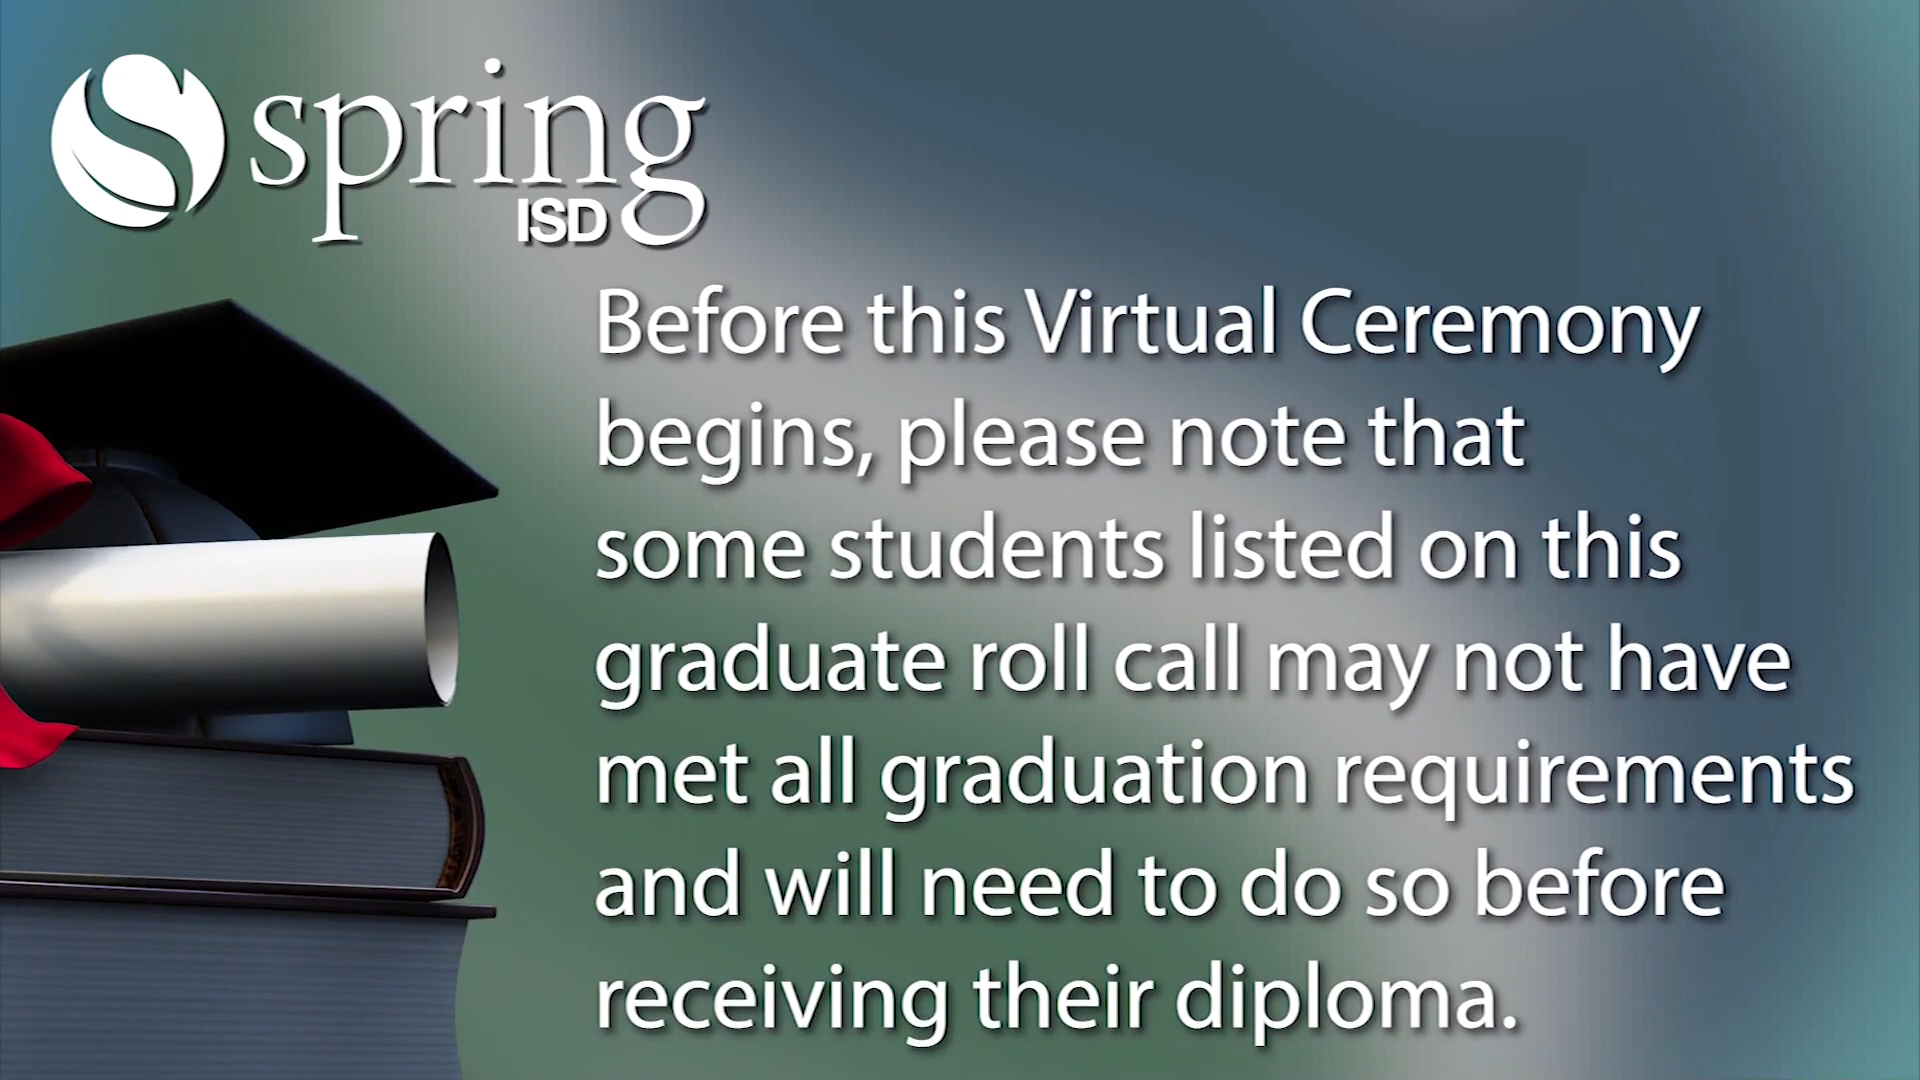 spring
ISD
Before this Virtual Ceremony
begins, please note that
some students listed on this
graduate roll call may not have
met all graduation requirements
and will need to do so before
receiving their diploma.